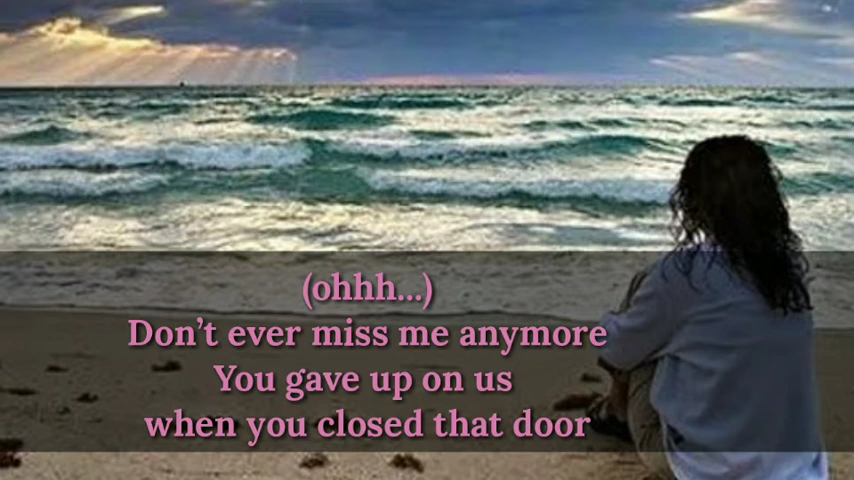 (ohhh...)
Don't ever miss me anymore
You gave up on us
when you closed that door